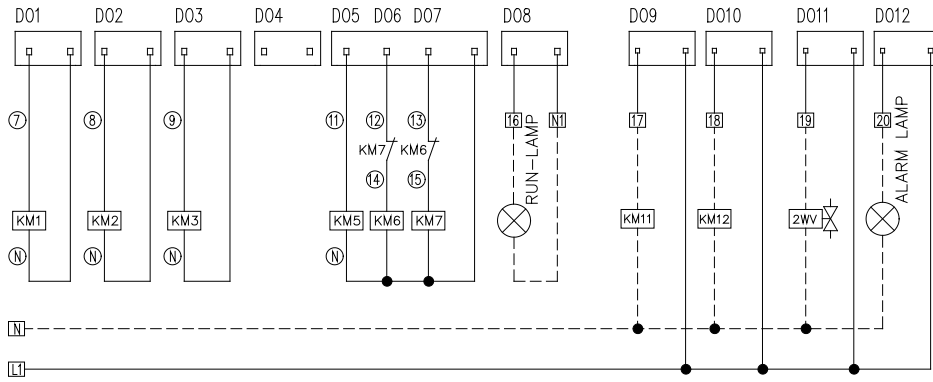 DO1 DO2 DO3 DO4 DO5 DO6 DO7 DO8 DO9 DO10 DO11 DO12
7 8 9 11 12 13 16 N1 17 18 19 20
KM7 KM6
14 15
RUN-LAMP
ALARM LAMP
KM1 KM2 KM3 KM5 KM6 KM7 KM11 KM12 2WV
N N N N
N
L1